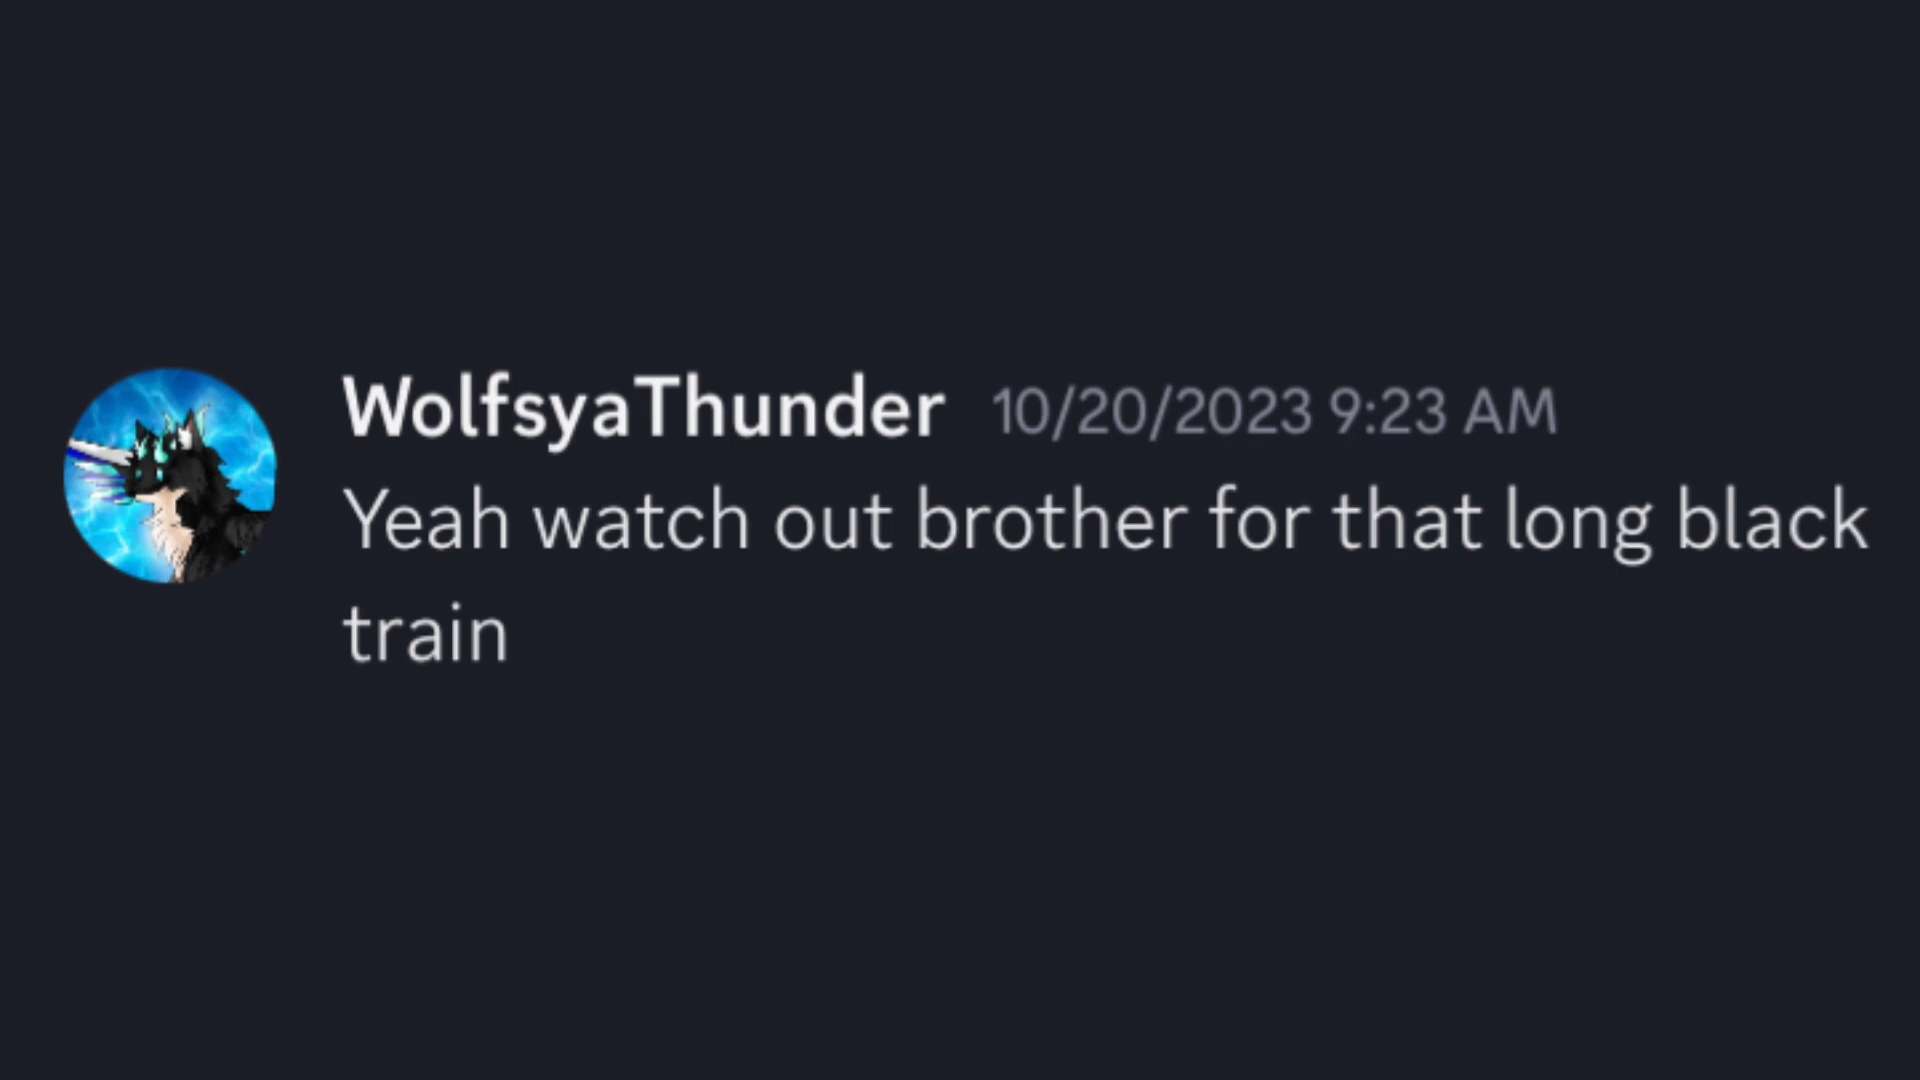 WolfsyaThunder 10/20/2023 9:23 AM
Yeah watch out brother for that long black
train